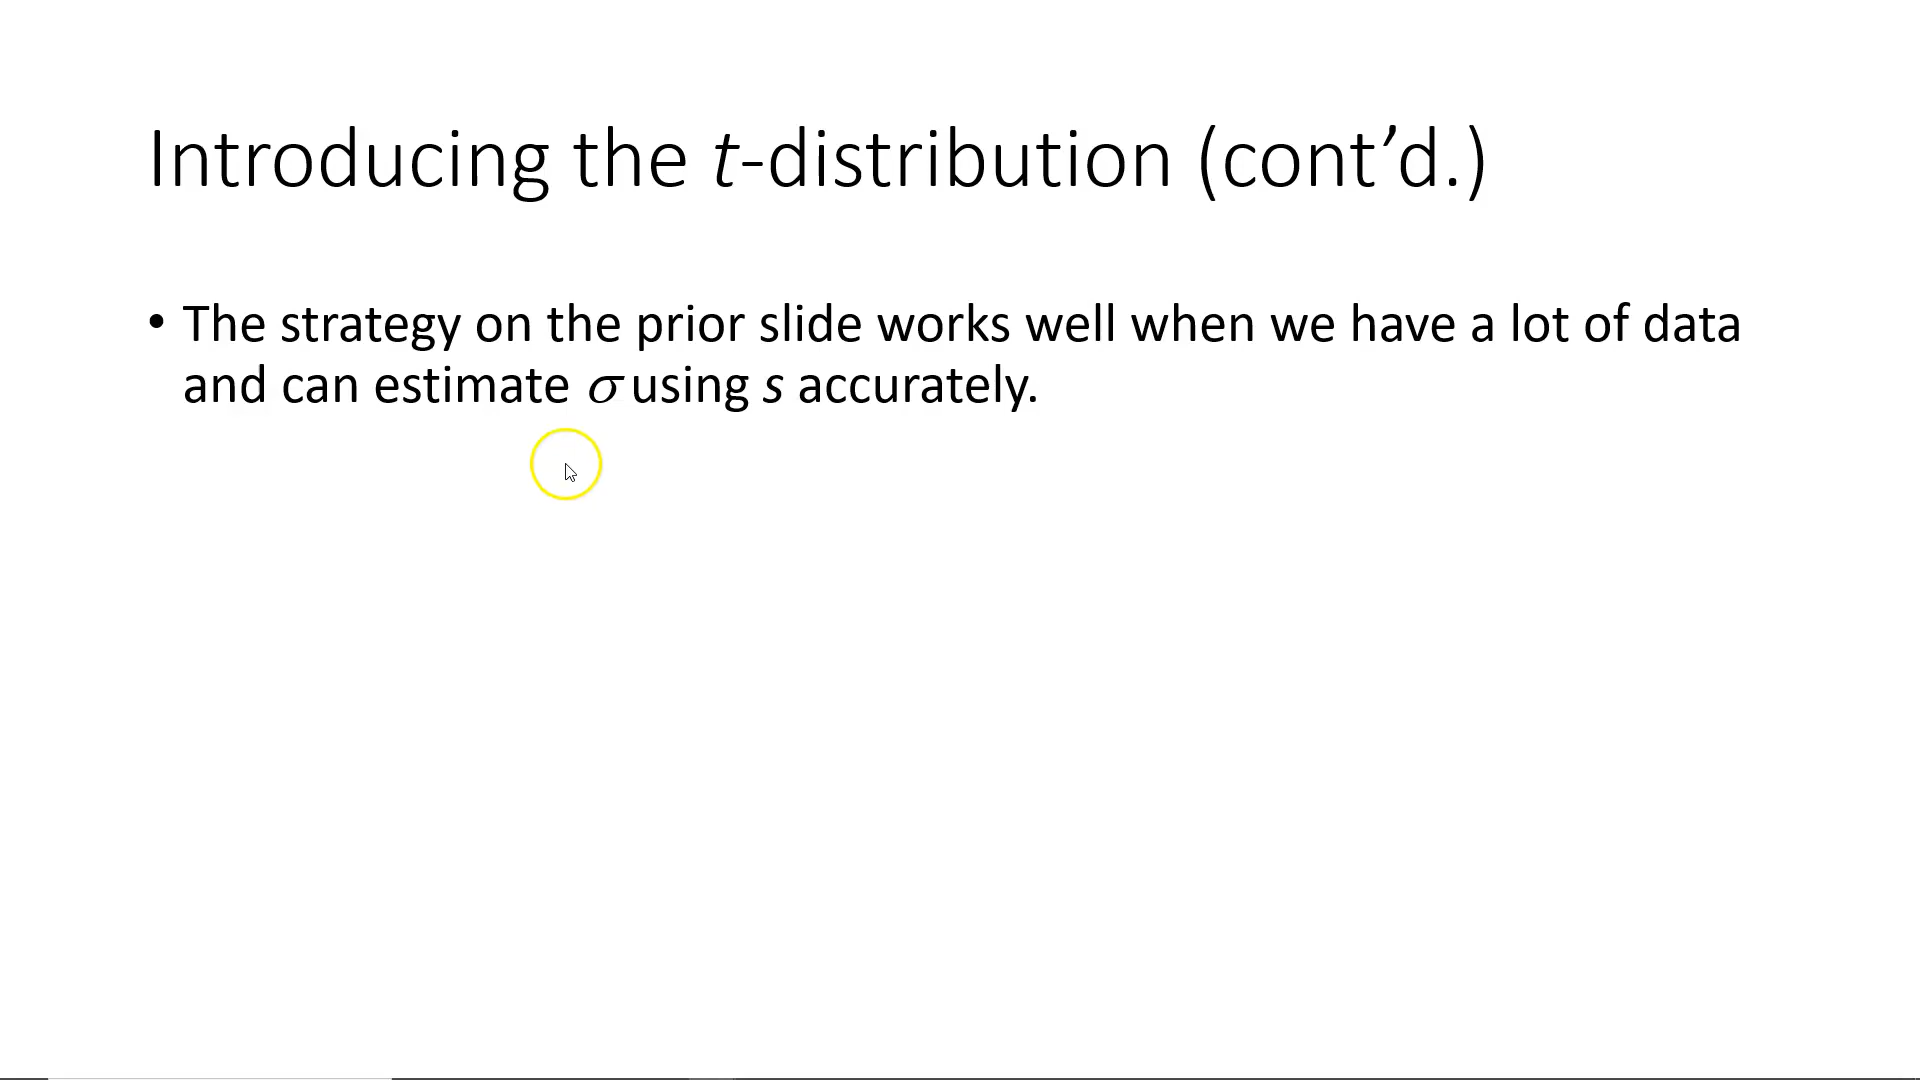 Introducing the t-distribution (cont’d.)
• The strategy on the prior slide works well when we have a lot of data
and can estimate σ using s accurately.